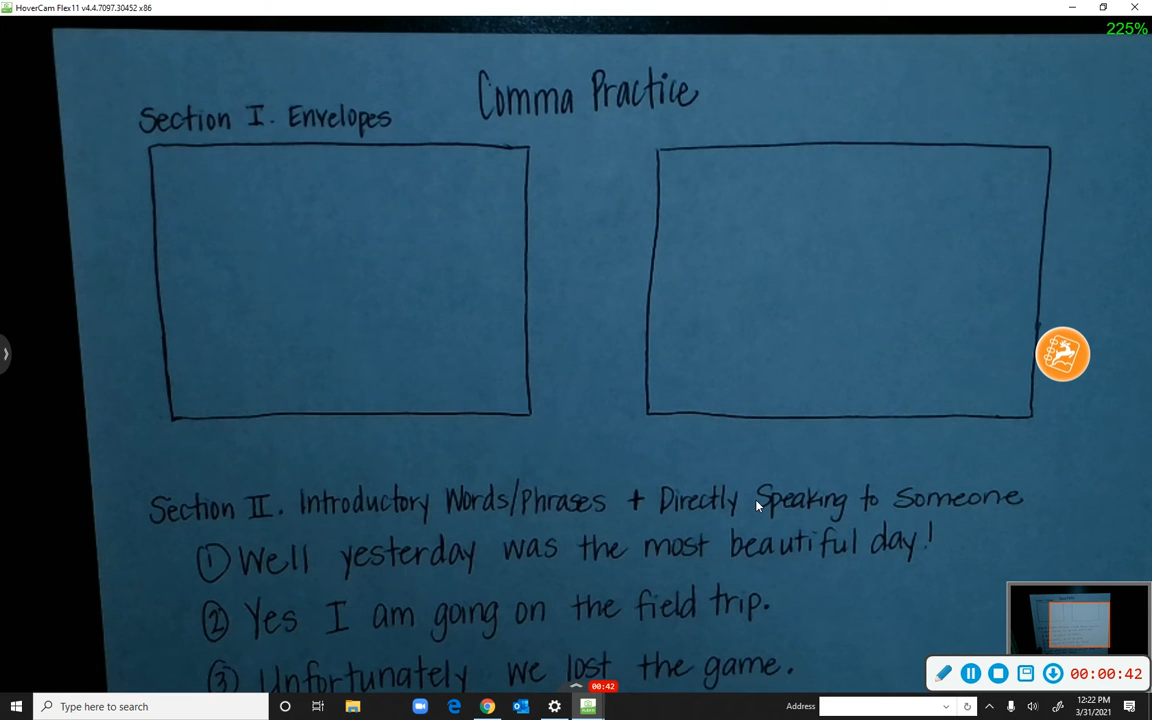 HoverCam Flex11 v4.4.7097.30452 x86
225%
Comma Practice
Section I. Envelopes
Section II. Introductory Words/Phrases + Directly Speaking to Someone
① Well yesterday was the most beautiful day!
② Yes I am going on the field trip.
③ Unfortunately we lost the game.
00:00:42
00:42
Type here to search
Address
12:22 PM
3/31/2021